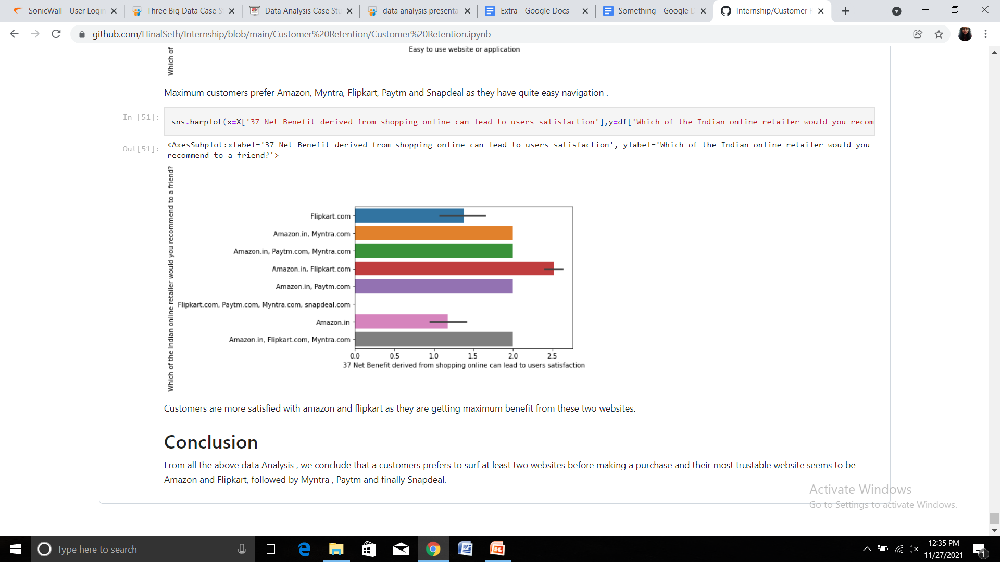 SonicWall - User Login
Three Big Data Case S
Data Analysis Case Stu
data analysis presenta
Extra - Google Docs
Something - Google D
Internship/Customer R
github.com/HinalSeth/Internship/blob/main/Customer%20Retention/Customer%20Retention.ipynb
Which of
Easy to use website or application
Maximum customers prefer Amazon, Myntra, Flipkart, Paytm and Snapdeal as they have quite easy navigation .
In [51]:
sns.barplot(x=X['37 Net Benefit derived from shopping online can lead to users satisfaction'],y=df['Which of the Indian online retailer would you recom
Out[51]:
<AxesSubplot:xlabel='37 Net Benefit derived from shopping online can lead to users satisfaction', ylabel='Which of the Indian online retailer would you
recommend to a friend?'>
Which of the Indian online retailer would you recommend to a friend?
Flipkart.com
Amazon.in, Myntra.com
Amazon.in, Paytm.com, Myntra.com
Amazon.in, Flipkart.com
Amazon.in, Paytm.com
Flipkart.com, Paytm.com, Myntra.com, snapdeal.com
Amazon.in
Amazon.in, Flipkart.com, Myntra.com
0.0 0.5 1.0 1.5 2.0 2.5
37 Net Benefit derived from shopping online can lead to users satisfaction
Customers are more satisfied with amazon and flipkart as they are getting maximum benefit from these two websites.
Conclusion
From all the above data Analysis , we conclude that a customers prefers to surf at least two websites before making a purchase and their most trustable website seems to be
Amazon and Flipkart, followed by Myntra , Paytm and finally Snapdeal.
Activate Windows
Go to Settings to activate Windows.
Type here to search
12:35 PM
11/27/2021
1